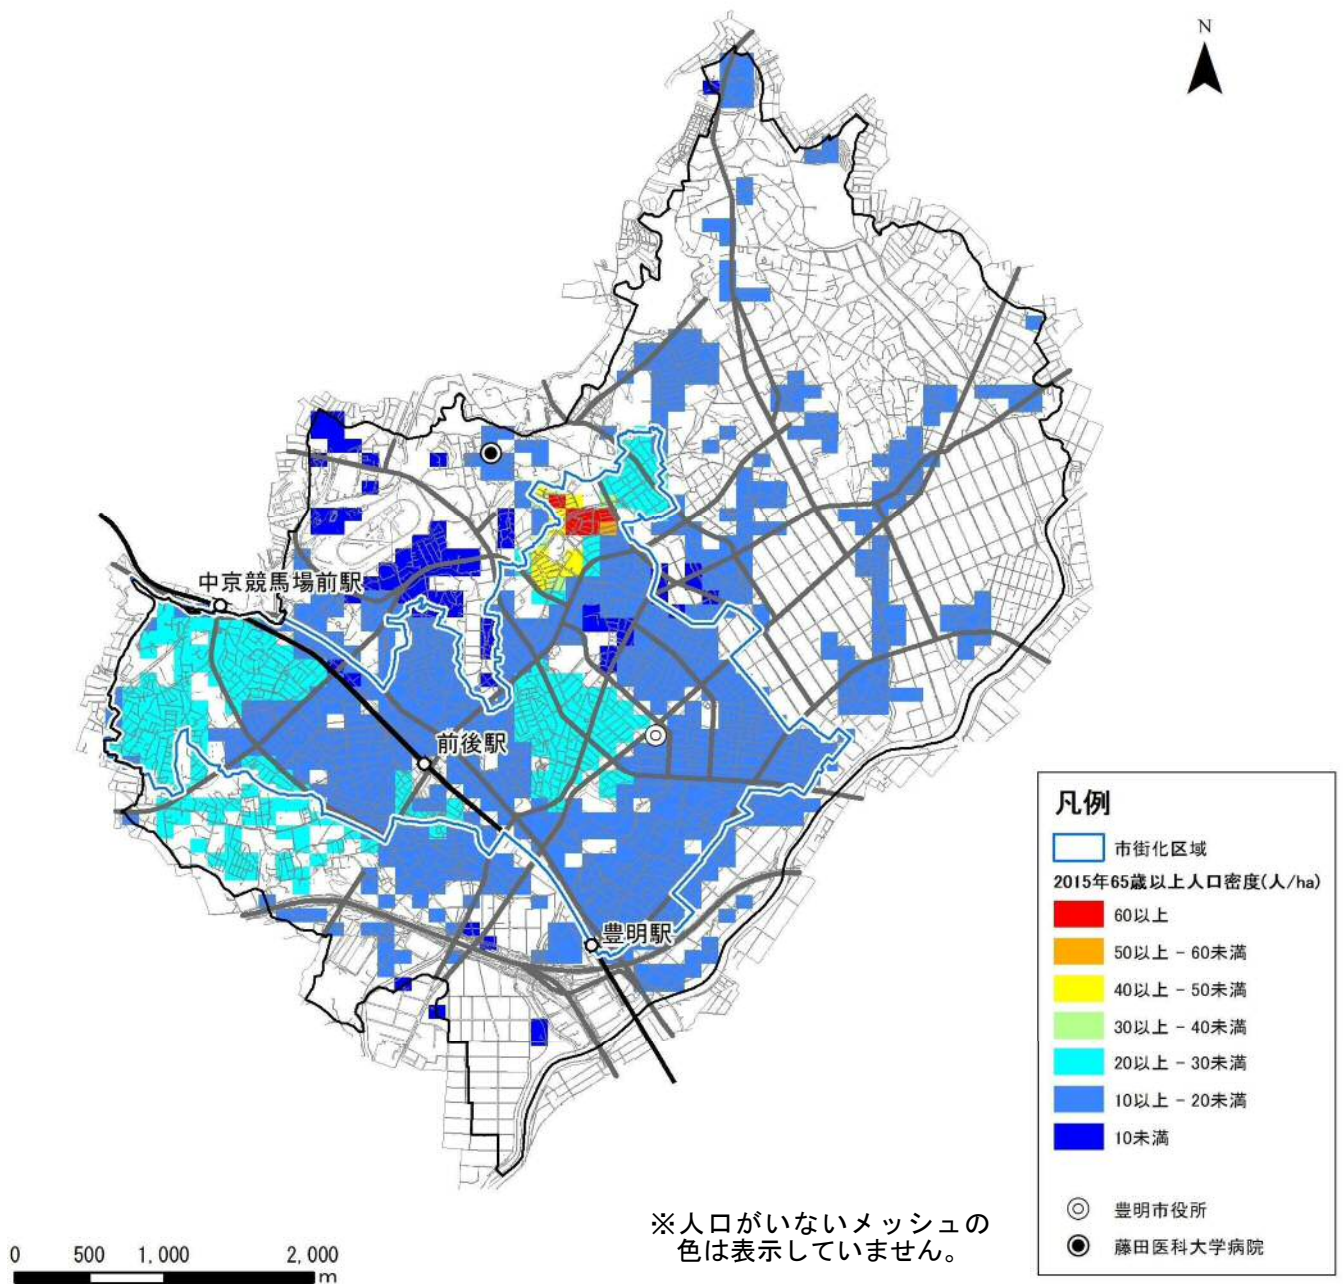 N
中京競馬場前駅
前後駅
豊明駅
凡例
市街化区域
2015年65歳以上人口密度(人/ha)
60以上
50以上 - 60未満
40以上 - 50未満
30以上 - 40未満
20以上 - 30未満
10以上 - 20未満
10未満
豊明市役所
藤田医科大学病院
※人口がいないメッシュの
色は表示していません。
0 500 1,000 2,000
m